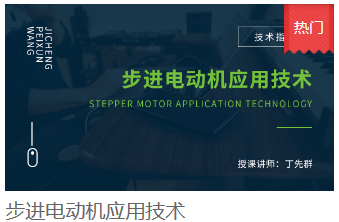 JICHENG
PEIXUN
WANG
技术指
热门
步进电动机应用技术
STEPPER MOTOR APPLICATION TECHNOLOGY
授课讲师：丁先群
步进电动机应用技术